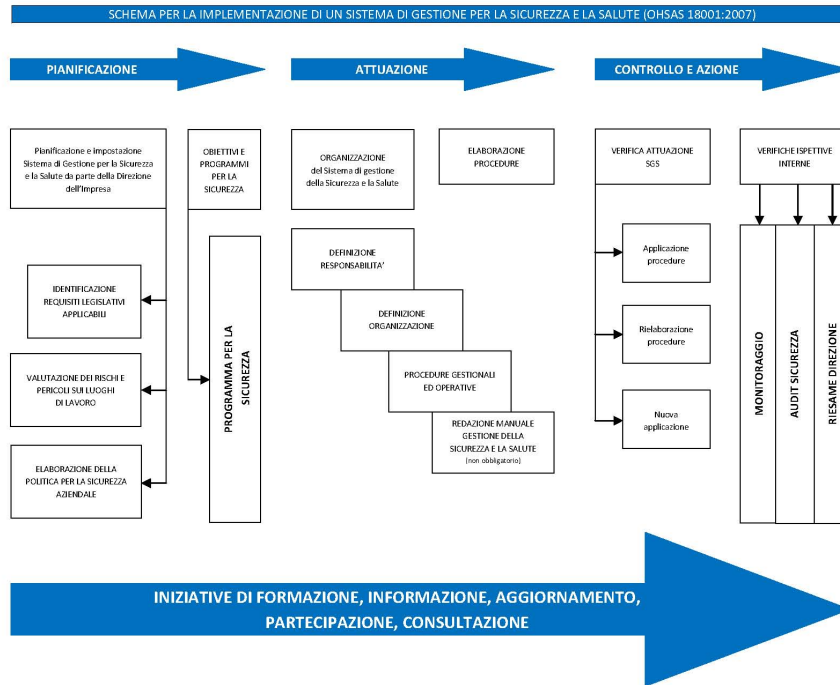 SCHEMA PER LA IMPLEMENTAZIONE DI UN SISTEMA DI GESTIONE PER LA SICUREZZA E LA SALUTE (OHSAS 18001:2007)
PIANIFICAZIONE
ATTUAZIONE
CONTROLLO E AZIONE
Pianificazione e impostazione
Sistema di Gestione per la Sicurezza
e la Salute da parte della Direzione
dell'Impresa
OBIETTIVI E
PROGRAMMI
PER LA
SICUREZZA
IDENTIFICAZIONE
REQUISITI LEGISLATIVI
APPLICABILI
VALUTAZIONE DEI RISCHI E
PERICOLI SUI LUOGHI
DI LAVORO
ELABORAZIONE DELLA
POLITICA PER LA SICUREZZA
AZIENDALE
PROGRAMMA PER LA
SICUREZZA
ORGANIZZAZIONE
del Sistema di gestione
della Sicurezza e la Salute
ELABORAZIONE
PROCEDURE
DEFINIZIONE
RESPONSABILITA'
DEFINIZIONE
ORGANIZZAZIONE
PROCEDURE GESTIONALI
ED OPERATIVE
REDAZIONE MANUALE
GESTIONE DELLA
SICUREZZA E LA SALUTE
(non obbligatorio)
VERIFICA ATTUAZIONE
SGS
VERIFICHE ISPETTIVE
INTERNE
Applicazione
procedure
Rielaborazione
procedure
Nuova
applicazione
MONITORAGGIO
AUDIT SICUREZZA
RIESAME DIREZIONE
INIZIATIVE DI FORMAZIONE, INFORMAZIONE, AGGIORNAMENTO,
PARTECIPAZIONE, CONSULTAZIONE